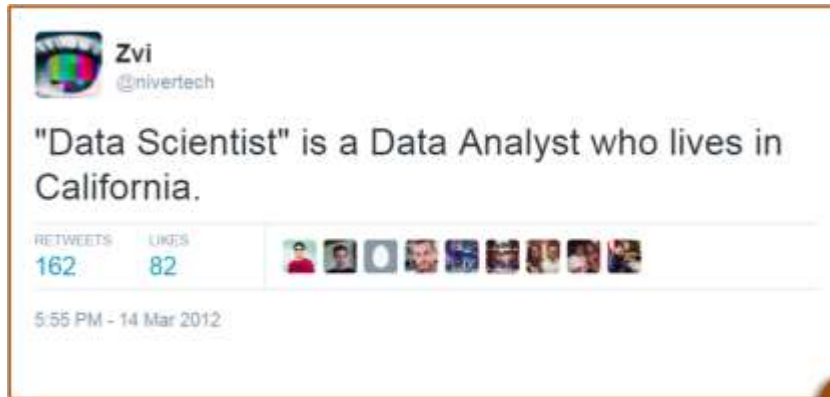 Zvi
@nivertech
"Data Scientist" is a Data Analyst who lives in
California.
RETWEETS LIKES
162 82
5:55 PM - 14 Mar 2012